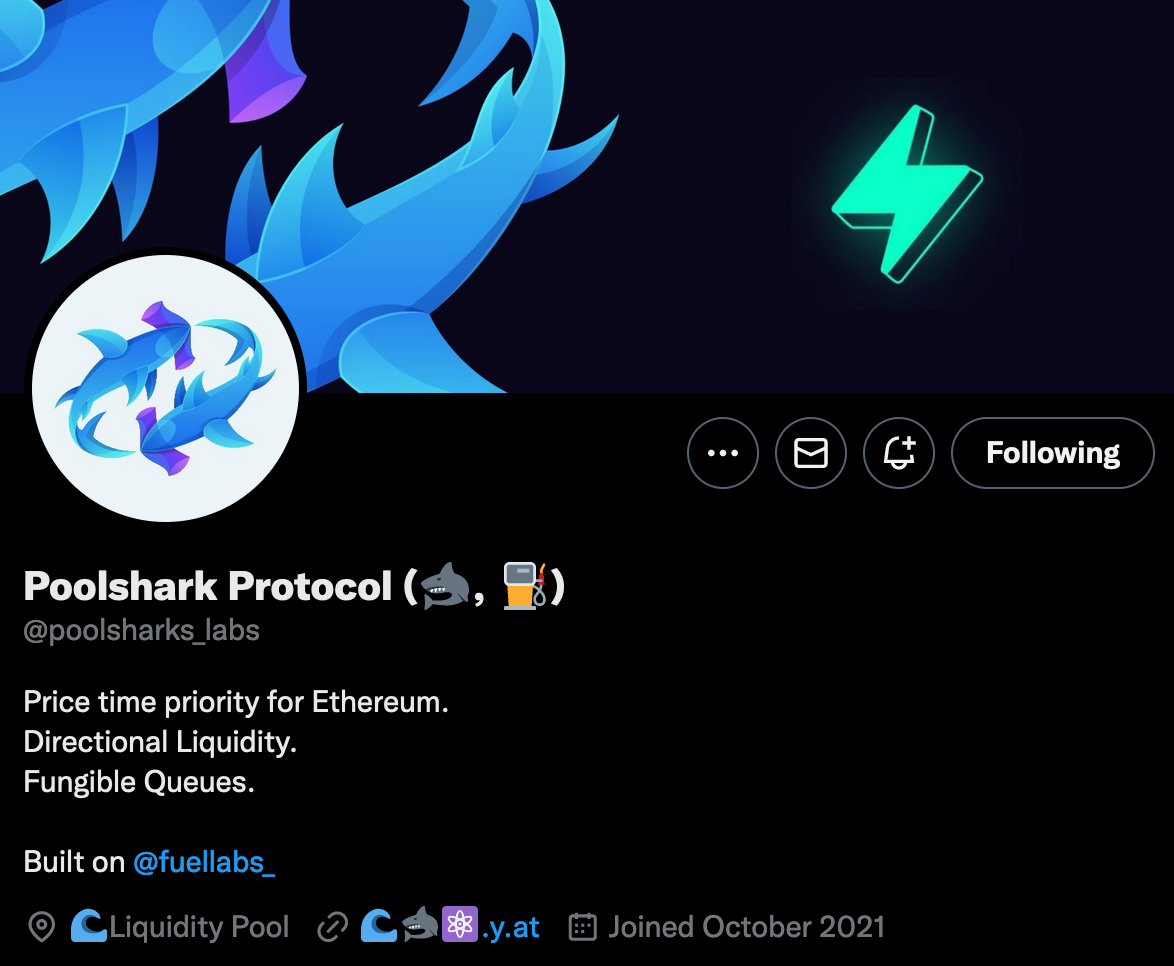 Following
Poolshark Protocol (🦈, ⛽)
@poolsharks_labs
Price time priority for Ethereum.
Directional Liquidity.
Fungible Queues.
Built on @fuellabs_
🌊Liquidity Pool 🌊🦈⚛️.y.at Joined October 2021